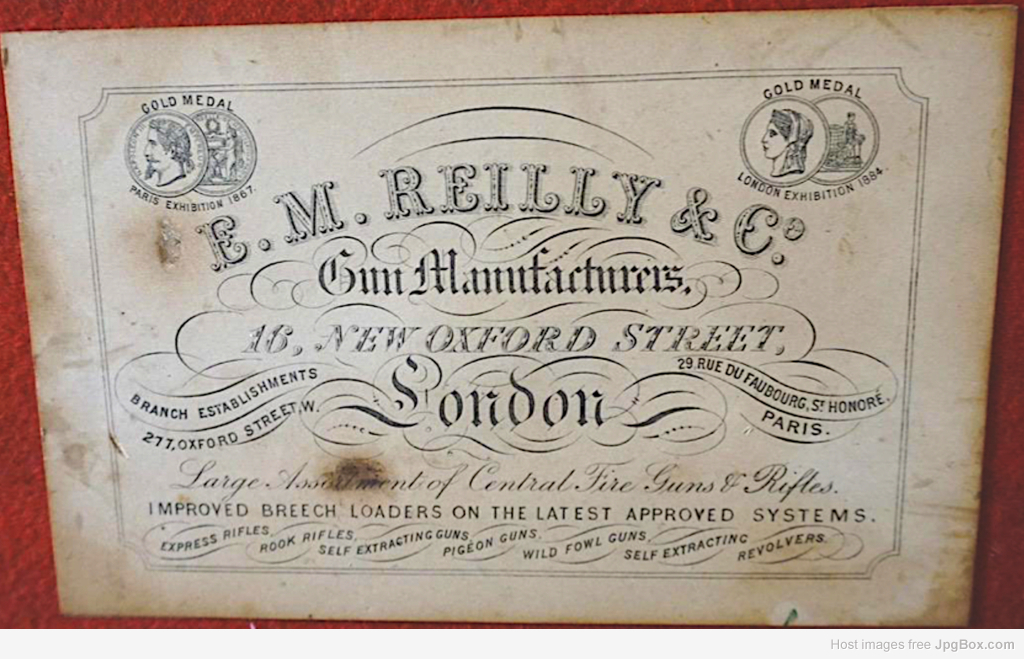 GOLD MEDAL
PARIS EXHIBITION 1867.
GOLD MEDAL
LONDON EXHIBITION 1884.
E. M. REILLY & Co.
Gun Manufacturers,
16, NEW OXFORD STREET,
London
BRANCH ESTABLISHMENTS
277, OXFORD STREET, W.
29, RUE DU FAUBOURG, ST HONORÉ,
PARIS.
Large Assortment of Central Fire Guns & Rifles.
IMPROVED BREECH LOADERS ON THE LATEST APPROVED SYSTEMS.
EXPRESS RIFLES, ROOK RIFLES, SELF EXTRACTING GUNS, PIGEON GUNS, WILD FOWL GUNS, SELF EXTRACTING REVOLVERS.
Host images free JpgBox.com